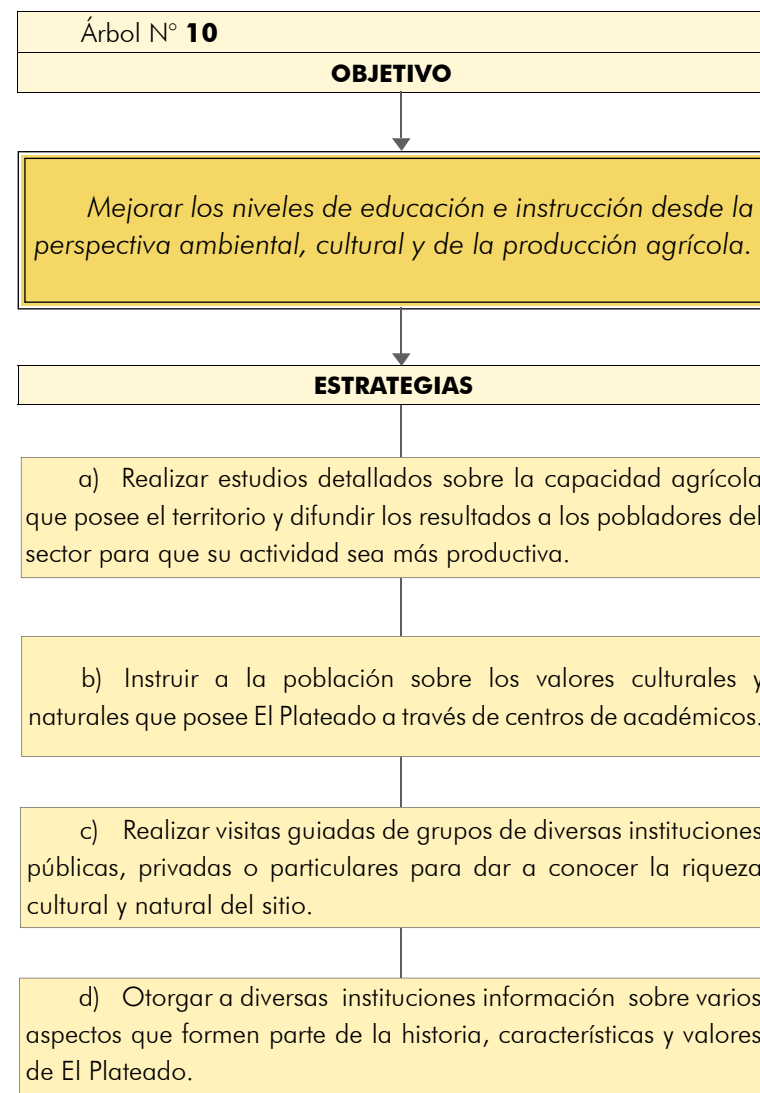 Árbol N° 10
OBJETIVO
Mejorar los niveles de educación e instrucción desde la
perspectiva ambiental, cultural y de la producción agrícola.
ESTRATEGIAS
a) Realizar estudios detallados sobre la capacidad agrícola
que posee el territorio y difundir los resultados a los pobladores del
sector para que su actividad sea más productiva.
b) Instruir a la población sobre los valores culturales y
naturales que posee El Plateado a través de centros de académicos.
c) Realizar visitas guiadas de grupos de diversas instituciones
públicas, privadas o particulares para dar a conocer la riqueza
cultural y natural del sitio.
d) Otorgar a diversas instituciones información sobre varios
aspectos que formen parte de la historia, características y valores
de El Plateado.